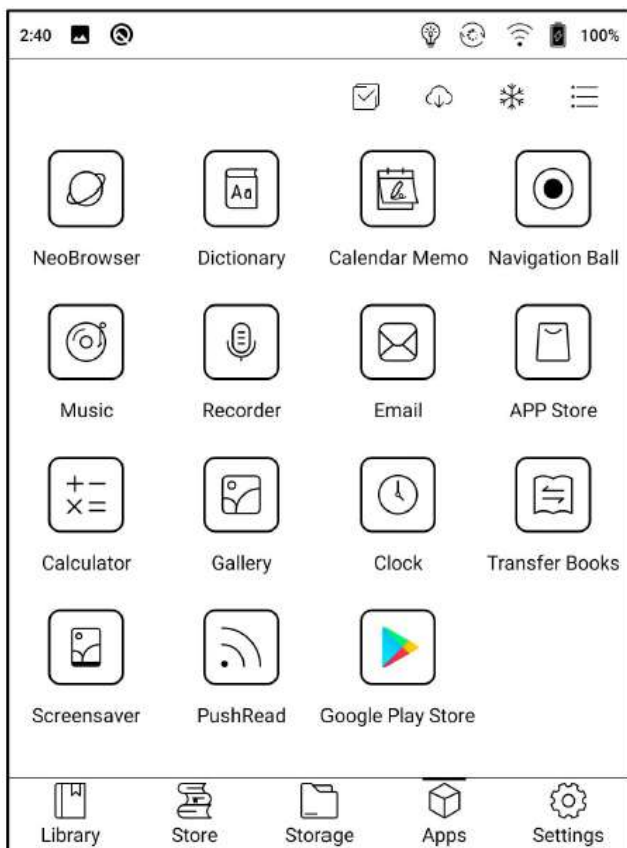 2:40 100%
NeoBrowser Dictionary Calendar Memo Navigation Ball
Aa
Music Recorder Email APP Store
Calculator Gallery Clock Transfer Books
Screensaver PushRead Google Play Store
Library Store Storage Apps Settings